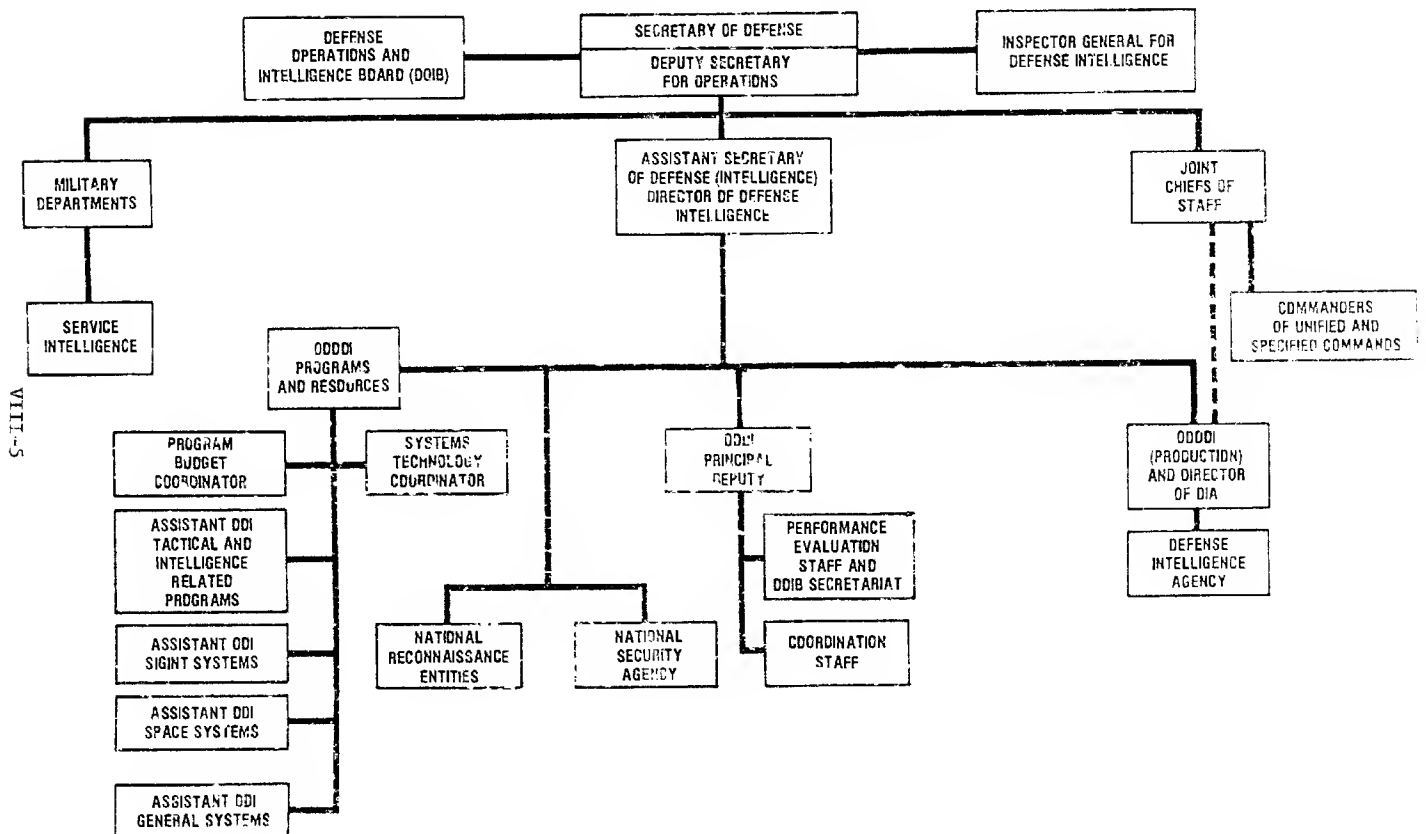 DEFENSE
OPERATIONS AND
INTELLIGENCE BOARD (DOIB)
SECRETARY OF DEFENSE
DEPUTY SECRETARY
FOR OPERATIONS
INSPECTOR GENERAL FOR
DEFENSE INTELLIGENCE
MILITARY
DEPARTMENTS
ASSISTANT SECRETARY
OF DEFENSE (INTELLIGENCE)
DIRECTOR OF DEFENSE
INTELLIGENCE
JOINT
CHIEFS OF
STAFF
SERVICE
INTELLIGENCE
COMMANDERS
OF UNIFIED AND
SPECIFIED COMMANDS
ODDDI
PROGRAMS
AND RESOURCES
PROGRAM
BUDGET
COORDINATOR
SYSTEMS
TECHNOLOGY
COORDINATOR
ASSISTANT DDI
TACTICAL AND
INTELLIGENCE
RELATED
PROGRAMS
ASSISTANT DDI
SIGINT SYSTEMS
ASSISTANT DDI
SPACE SYSTEMS
ASSISTANT DDI
GENERAL SYSTEMS
NATIONAL
RECONNAISSANCE
ENTITIES
NATIONAL
SECURITY
AGENCY
PRINCIPAL
DEPUTY
PERFORMANCE
EVALUATION
STAFF AND
DOIB SECRETARIAT
COORDINATION
STAFF
ODDDI
(PRODUCTION)
AND DIRECTOR
OF DIA
DEFENSE
INTELLIGENCE
AGENCY
VIII-5